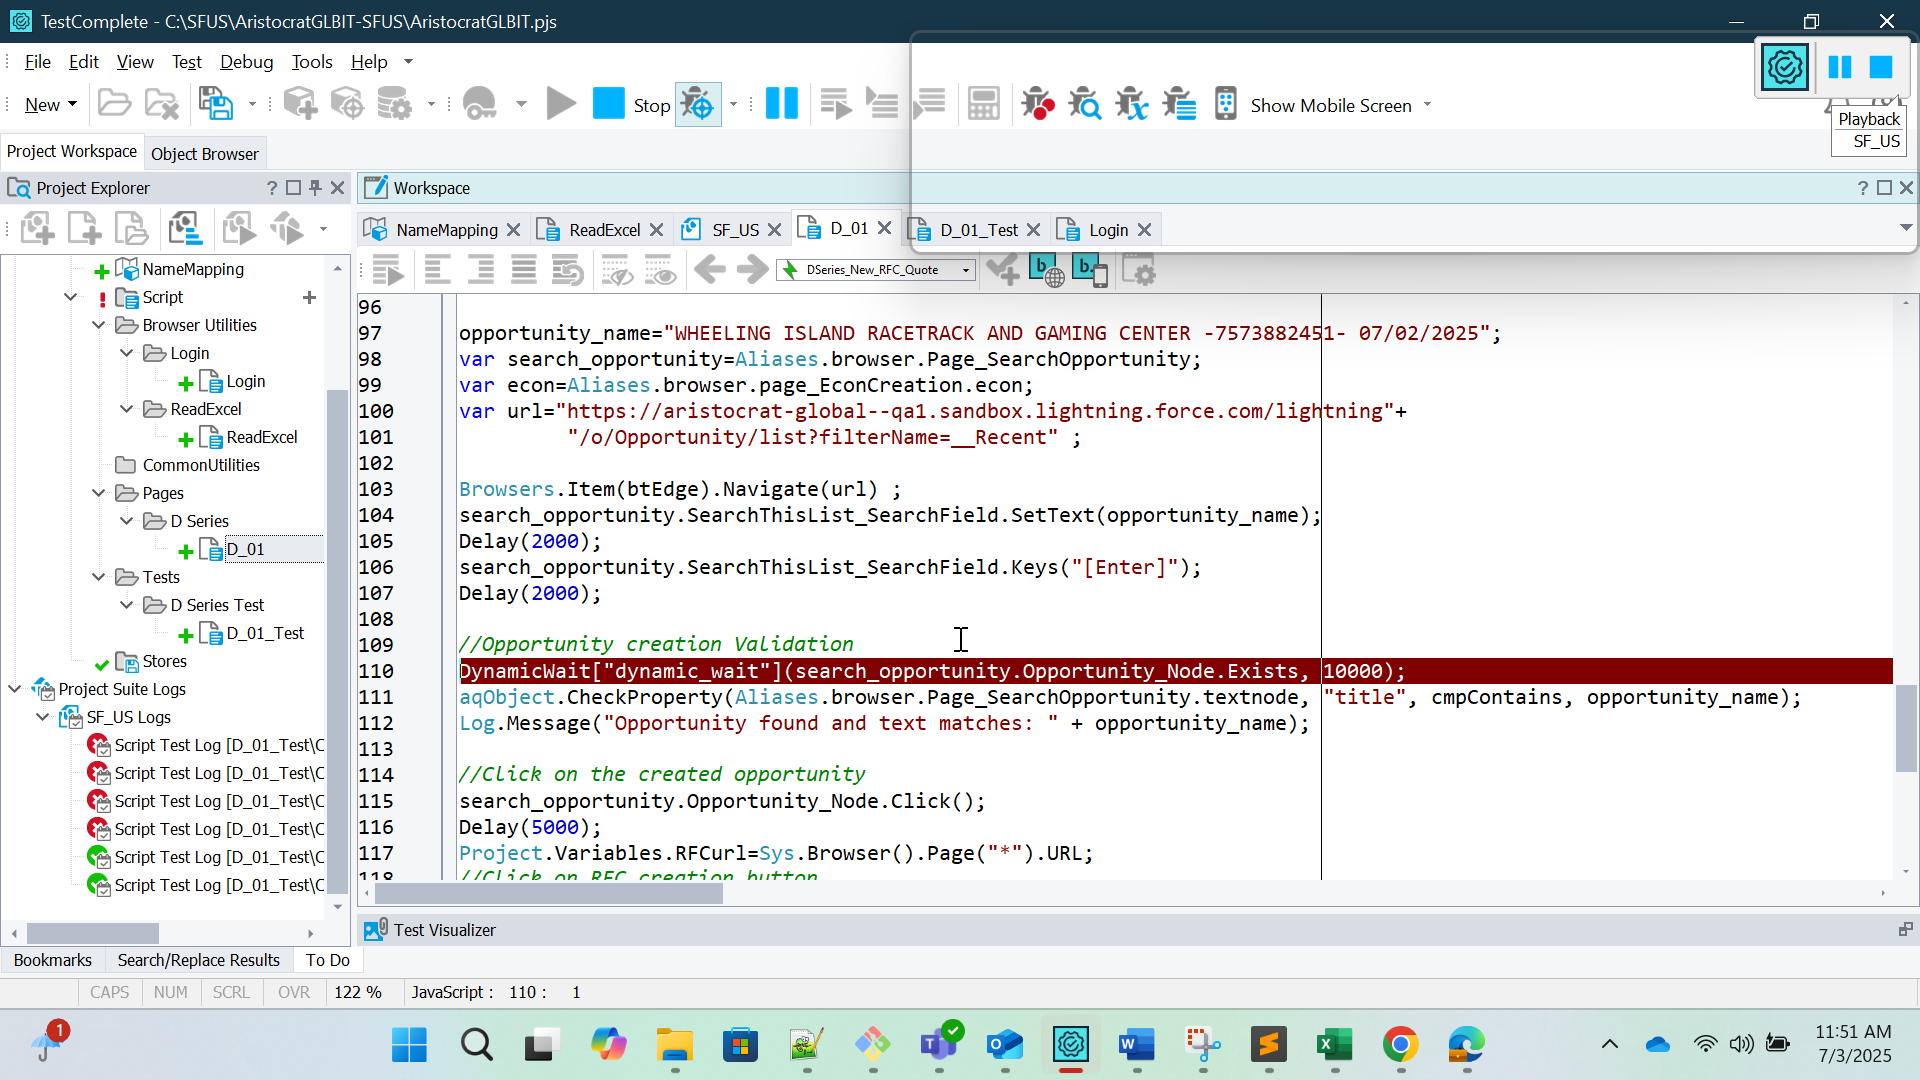 TestComplete - C:\SFUS\AristocratGLBIT-SFUS\AristocratGLBIT.pjs
File Edit View Test Debug Tools Help
New Stop Show Mobile Screen
Playback
SF_US
Project Workspace Object Browser
Project Explorer
Workspace
NameMapping ReadExcel SF_US D_01 D_01_Test Login
DSeries_New_RFC_Quote
NameMapping
Script
Browser Utilities
Login
Login
ReadExcel
ReadExcel
CommonUtilities
Pages
D Series
D_01
Tests
D Series Test
D_01_Test
Stores
Project Suite Logs
SF_US Logs
Script Test Log [D_01_Test\C
Script Test Log [D_01_Test\C
Script Test Log [D_01_Test\C
Script Test Log [D_01_Test\C
Script Test Log [D_01_Test\C
Script Test Log [D_01_Test\C
96
97 opportunity_name="WHEELING ISLAND RACETRACK AND GAMING CENTER -7573882451- 07/02/2025";
98 var search_opportunity=Aliases.browser.Page_SearchOpportunity;
99 var econ=Aliases.browser.page_EconCreation.econ;
100 var url="https://aristocrat-global--qa1.sandbox.lightning.force.com/lightning"+
101 "/o/Opportunity/list?filterName=__Recent" ;
102
103 Browsers.Item(btEdge).Navigate(url) ;
104 search_opportunity.SearchThisList_SearchField.SetText(opportunity_name);
105 Delay(2000);
106 search_opportunity.SearchThisList_SearchField.Keys("[Enter]");
107 Delay(2000);
108
109 //Opportunity creation Validation
110 DynamicWait["dynamic_wait"](search_opportunity.Opportunity_Node.Exists, 10000);
111 aqObject.CheckProperty(Aliases.browser.Page_SearchOpportunity.textnode, "title", cmpContains, opportunity_name);
112 Log.Message("Opportunity found and text matches: " + opportunity_name);
113
114 //Click on the created opportunity
115 search_opportunity.Opportunity_Node.Click();
116 Delay(5000);
117 Project.Variables.RFCurl=Sys.Browser().Page("*").URL;
118 //Click on RFC creation button
Test Visualizer
Bookmarks Search/Replace Results To Do
CAPS NUM SCRL OVR 122 % JavaScript : 110 : 1
1
11:51 AM
7/3/2025